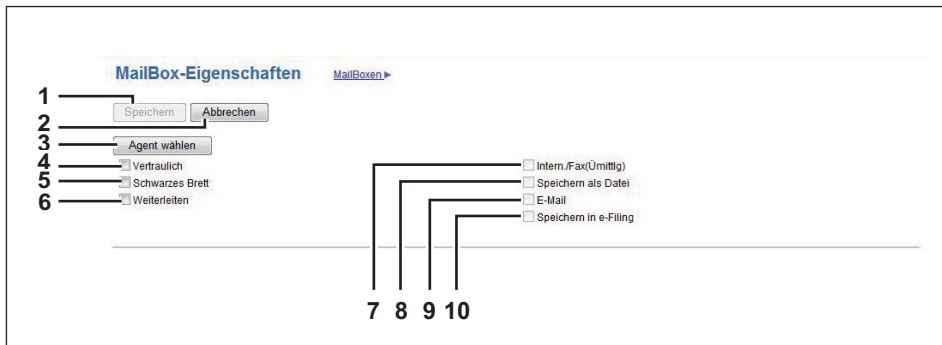 MailBox-Eigenschaften MailBoxen
1 Speichern Abbrechen
2
3 Agent wählen
4 Vertraulich Intern./Fax(Ümittlg)
5 Schwarzes Brett Speichern als Datei
6 Weiterleiten E-Mail
Speichern in e-Filing
7 8 9 10